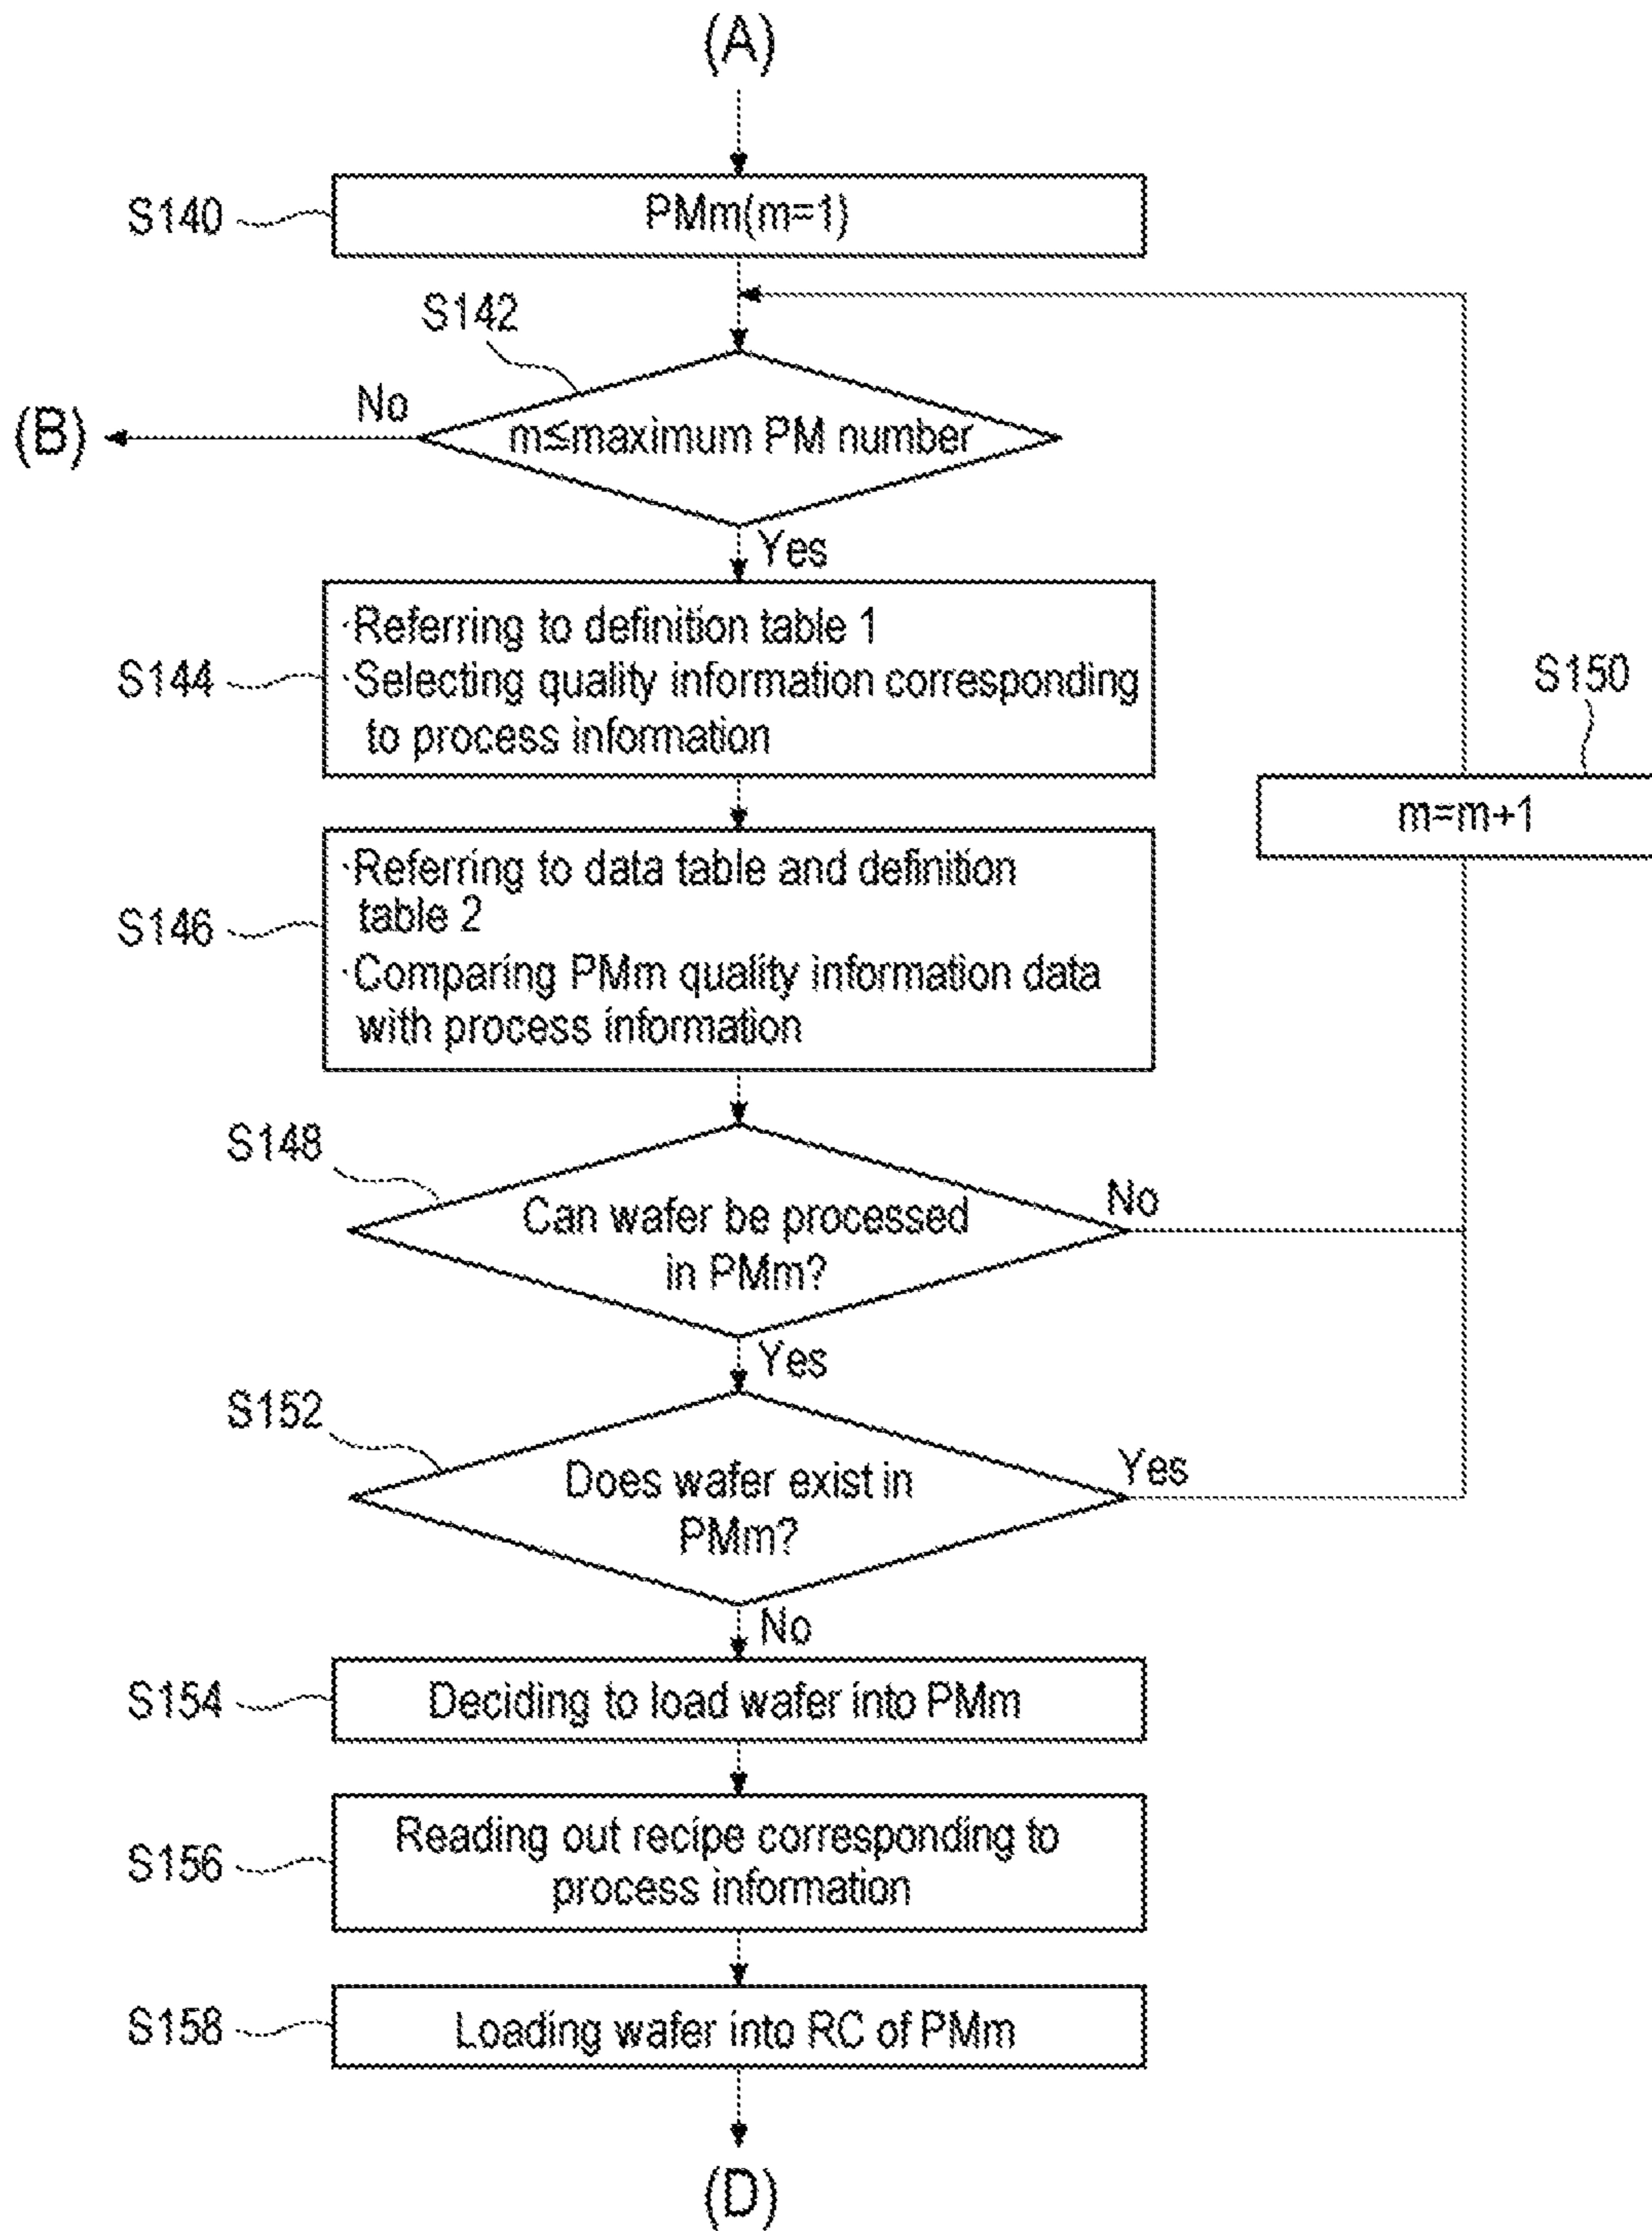 (A)
S140
PMm(m=1)
S142
No
(B)
m≦maximum PM number
Yes
S144
·Referring to definition table 1
·Selecting quality information corresponding
to process information
S150
m=m+1
S146
·Referring to data table and definition
table 2
·Comparing PMm quality information data
with process information
S148
Can wafer be processed
in PMm?
No
Yes
S152
Does wafer exist in
PMm?
Yes
No
S154
Deciding to load wafer into PMm
S156
Reading out recipe corresponding to
process information
S158
Loading wafer into RC of PMm
(D)